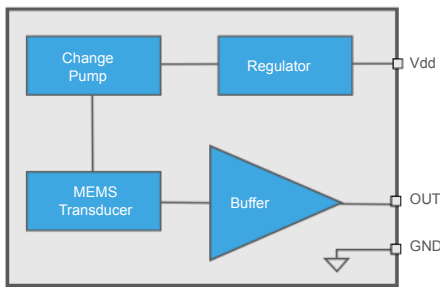 Change
Pump
Regulator
Vdd
MEMS
Transducer
Buffer
OUT
GND